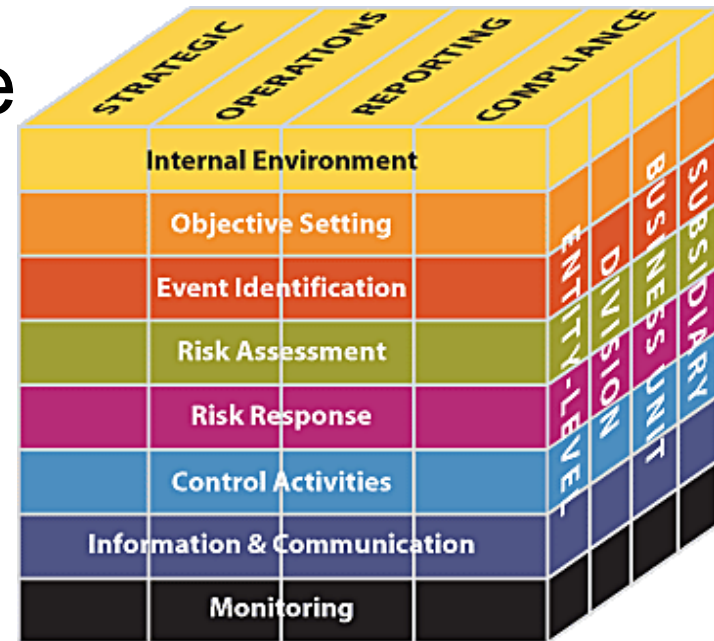 e
STRATEGIC
OPERATIONS
REPORTING
COMPLIANCE
Internal Environment
Objective Setting
Event Identification
Risk Assessment
Risk Response
Control Activities
Information & Communication
Monitoring
ENTITY-LEVEL
DIVISION
BUSINESS UNIT
SUBSIDIARY